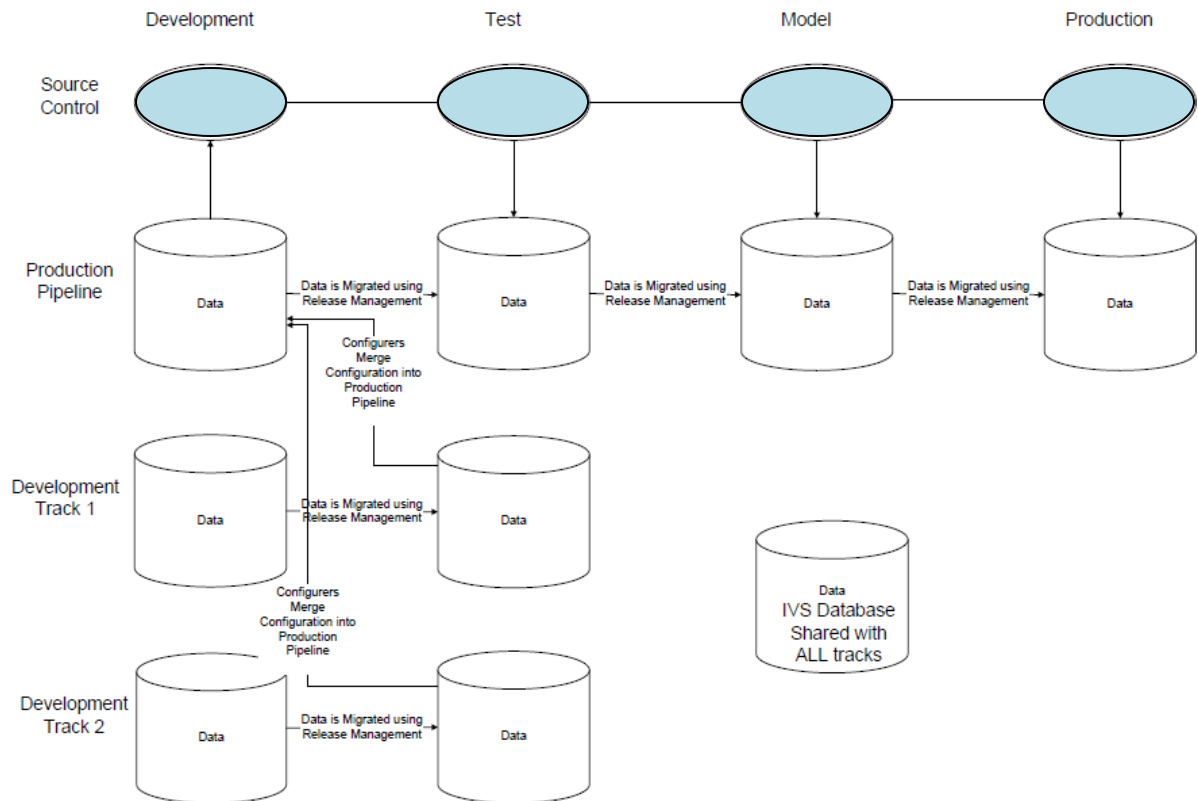 Development
Test
Model
Production
Source
Control
Production
Pipeline
Data
Data is Migrated using
Release Management
Data
Data is Migrated using
Release Management
Data
Data is Migrated using
Release Management
Data
Configurers
Merge
Configuration into
Production
Pipeline
Development
Track 1
Data
Data is Migrated using
Release Management
Data
Data
IVS Database
Shared with
ALL tracks
Configurers
Merge
Configuration into
Production
Pipeline
Development
Track 2
Data
Data is Migrated using
Release Management
Data